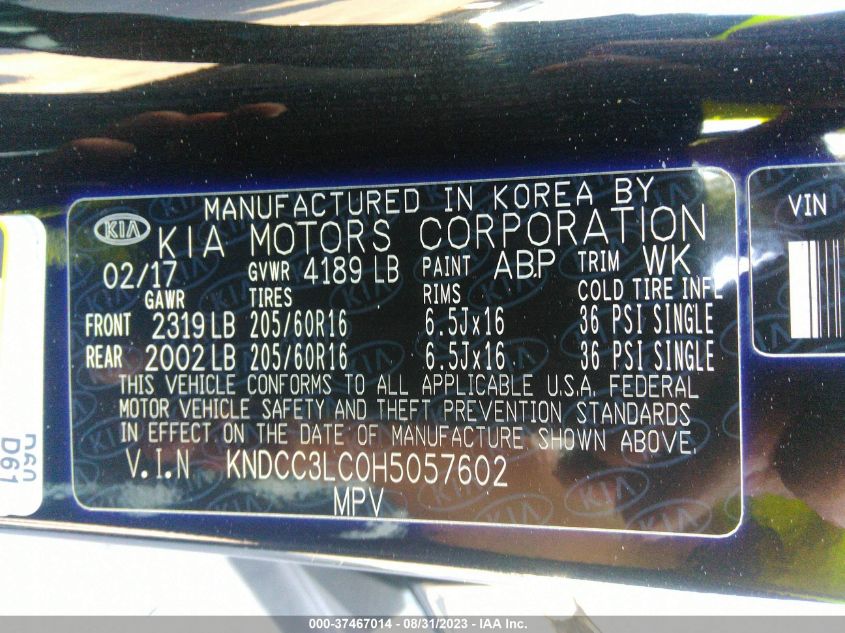 MANUFACTURED IN KOREA BY
KIA KIA MOTORS CORPORATION
02/17 GVWR 4189 LB PAINT ABP TRIM WK
GAWR TIRES RIMS COLD TIRE INFL
FRONT 2319 LB 205/60R16 6.5Jx16 36 PSI SINGLE
REAR 2002 LB 205/60R16 6.5Jx16 36 PSI SINGLE
THIS VEHICLE CONFORMS TO ALL APPLICABLE U.S.A. FEDERAL
MOTOR VEHICLE SAFETY AND THEFT PREVENTION STANDARDS
IN EFFECT ON THE DATE OF MANUFACTURE SHOWN ABOVE.
V.I.N KNDCC3LC0H5057602
MPV
VIN
D61
000-37467014 - 08/31/2023 - IAA Inc.